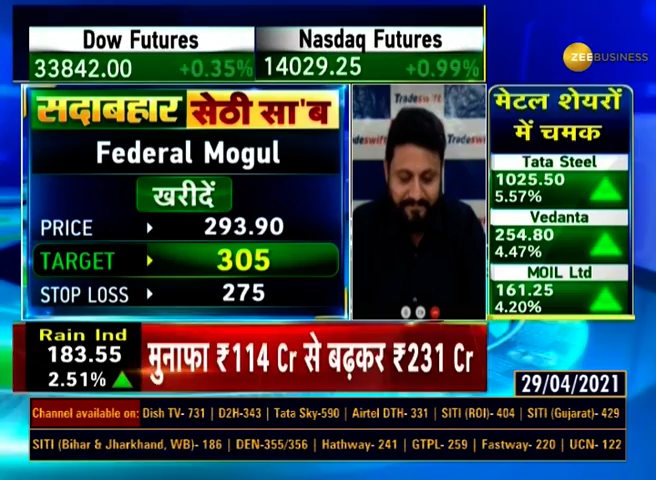 Dow Futures
33842.00 +0.35%
Nasdaq Futures
14029.25 +0.99%
ZEE BUSINESS
सदाबहार सेठी सा'ब
Federal Mogul
खरीदें
PRICE 293.90
TARGET 305
STOP LOSS 275
Tradeswift
मेटल शेयरों
में चमक
Tata Steel
1025.50
5.57%
Vedanta
254.80
4.47%
MOIL Ltd
161.25
4.20%
Rain Ind
183.55
2.51%
मुनाफा ₹114 Cr से बढ़कर ₹231 Cr
29/04/2021
Channel available on: Dish TV- 731 | D2H-343 | Tata Sky-590 | Airtel DTH- 331 | SITI (ROI)- 404 | SITI (Gujarat)- 429
SITI (Bihar & Jharkhand, WB)- 186 | DEN-355/356 | Hathway- 241 | GTPL- 259 | Fastway- 220 | UCN- 122